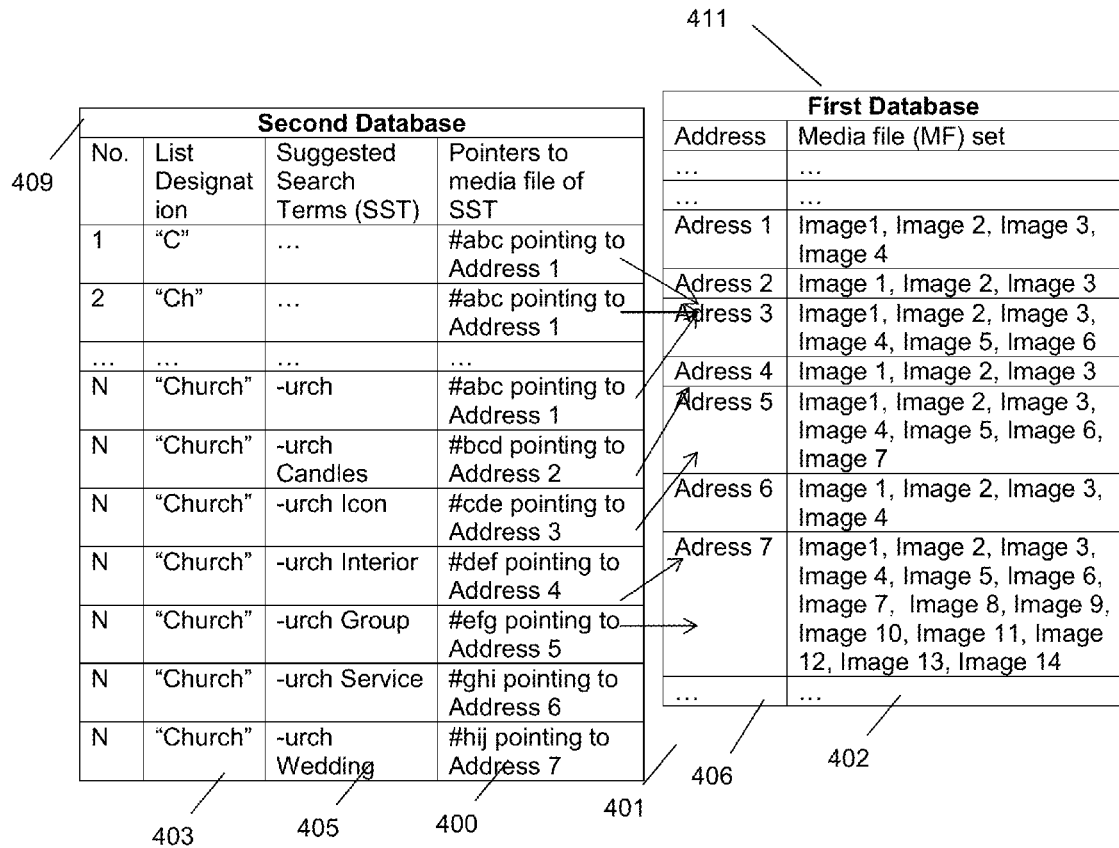 411
409
Second Database
No.
List
Designat
ion
Suggested
Search
Terms (SST)
Pointers to
media file of
SST
1
“C”
…
#abc pointing to
Address 1
2
“Ch”
…
#abc pointing to
Address 1
…
…
…
…
N
“Church”
-urch
#abc pointing to
Address 1
N
“Church”
-urch
Candles
#bcd pointing to
Address 2
N
“Church”
-urch Icon
#cde pointing to
Address 3
N
“Church”
-urch Interior
#def pointing to
Address 4
N
“Church”
-urch Group
#efg pointing to
Address 5
N
“Church”
-urch Service
#ghi pointing to
Address 6
N
“Church”
-urch
Wedding
#hij pointing to
Address 7
First Database
Address
Media file (MF) set
…
…
…
…
Adress 1
Image1, Image 2, Image 3,
Image 4
Adress 2
Image 1, Image 2, Image 3
Adress 3
Image1, Image 2, Image 3,
Image 4, Image 5, Image 6
Adress 4
Image 1, Image 2, Image 3
Adress 5
Image1, Image 2, Image 3,
Image 4, Image 5, Image 6,
Image 7
Adress 6
Image 1, Image 2, Image 3,
Image 4
Adress 7
Image1, Image 2, Image 3,
Image 4, Image 5, Image 6,
Image 7, Image 8, Image 9,
Image 10, Image 11, Image
12, Image 13, Image 14
…
…
403
405
400
401
406
402